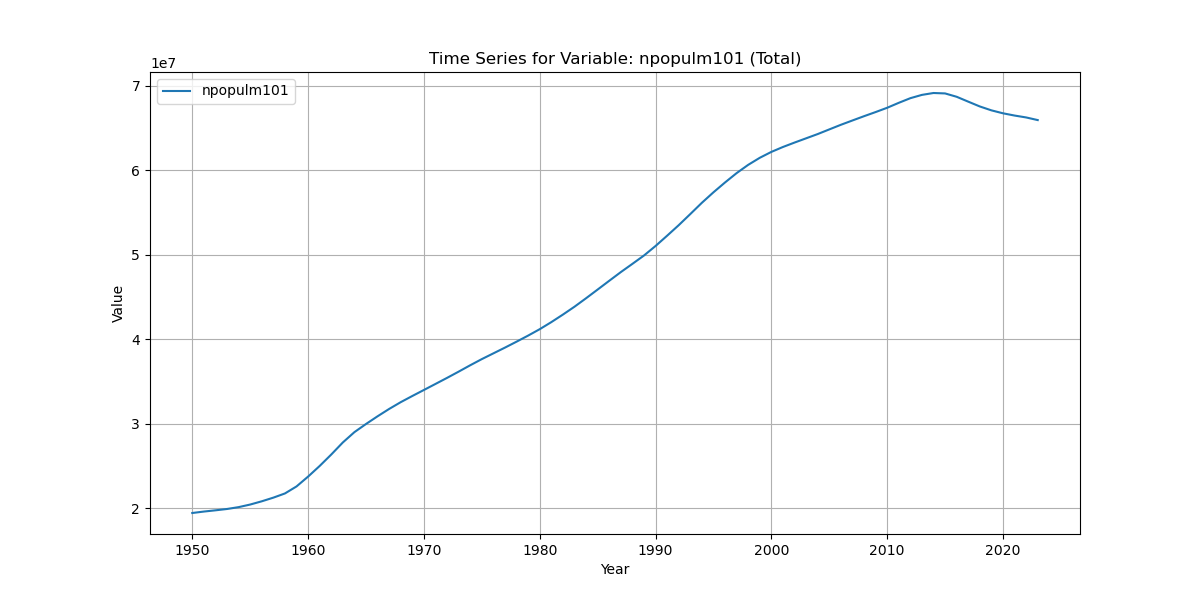 Time Series for Variable: npopulm101 (Total)
1e7
npopulm101
7
6
5
4
3
2
Value
1950 1960 1970 1980 1990 2000 2010 2020
Year